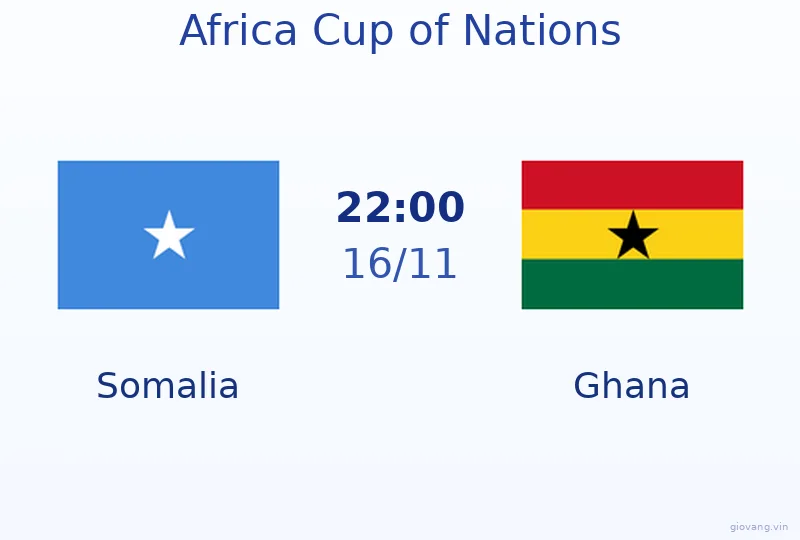 Africa Cup of Nations
22:00
16/11
Somalia
Ghana
giovang.vin